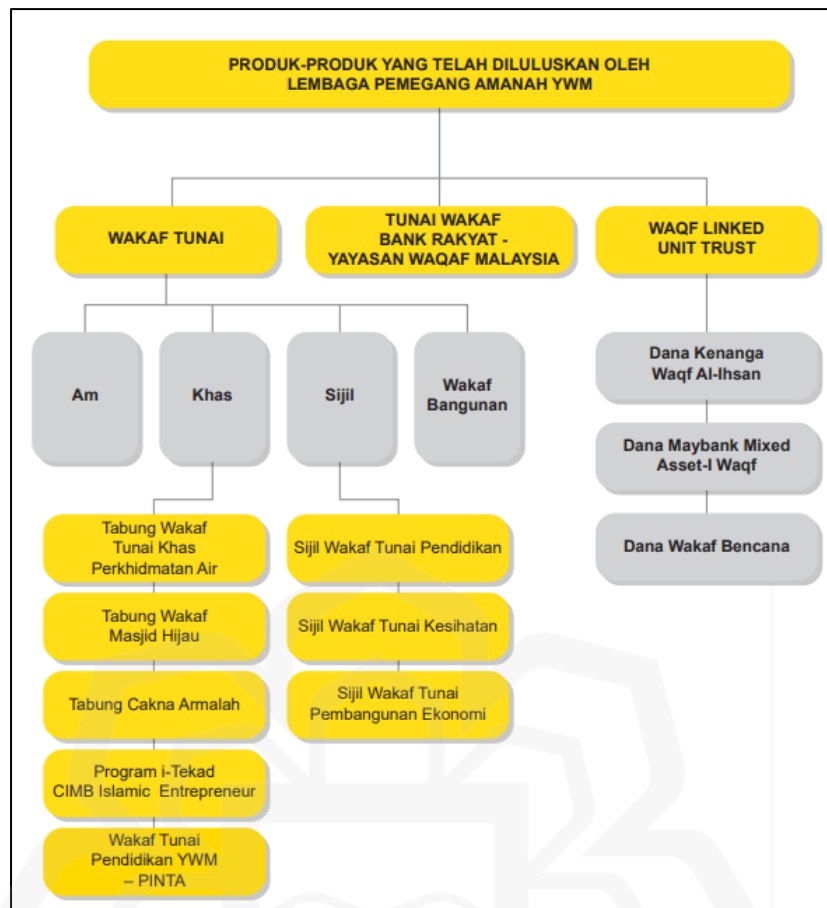 PRODUK-PRODUK YANG TELAH DILULUSKAN OLEH
LEMBAGA PEMEGANG AMANAH YWM
WAKAF TUNAI
TUNAI WAKAF
BANK RAKYAT -
YAYASAN WAQAF MALAYSIA
WAQF LINKED
UNIT TRUST
Am
Khas
Sijil
Wakaf
Bangunan
Dana Kenanga
Waqf Al-Ihsan
Dana Maybank Mixed
Asset-I Waqf
Dana Wakaf Bencana
Tabung Wakaf
Tunai Khas
Perkhidmatan Air
Tabung Wakaf
Masjid Hijau
Tabung Cakna Armalah
Program i-Tekad
CIMB Islamic Entrepreneur
Wakaf Tunai
Pendidikan YWM
– PINTA
Sijil Wakaf Tunai Pendidikan
Sijil Wakaf Tunai Kesihatan
Sijil Wakaf Tunai
Pembangunan Ekonomi